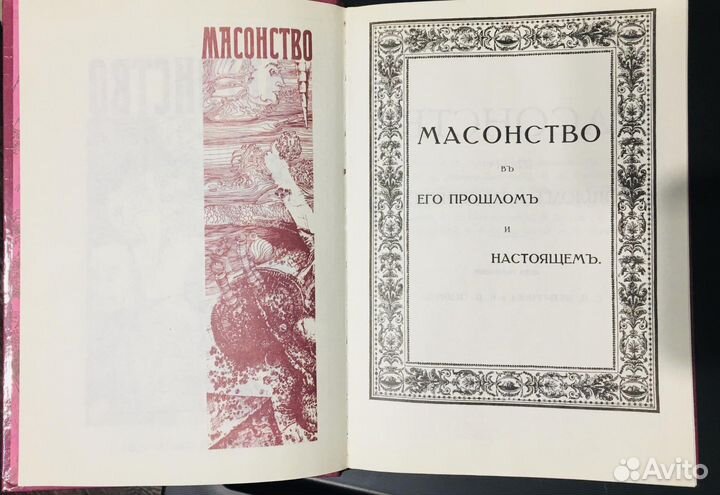 МАСОНСТВО
МАСОНСТВО
въ
ЕГО ПРОШЛОМЪ
и
НАСТОЯЩЕМЪ.
Avito